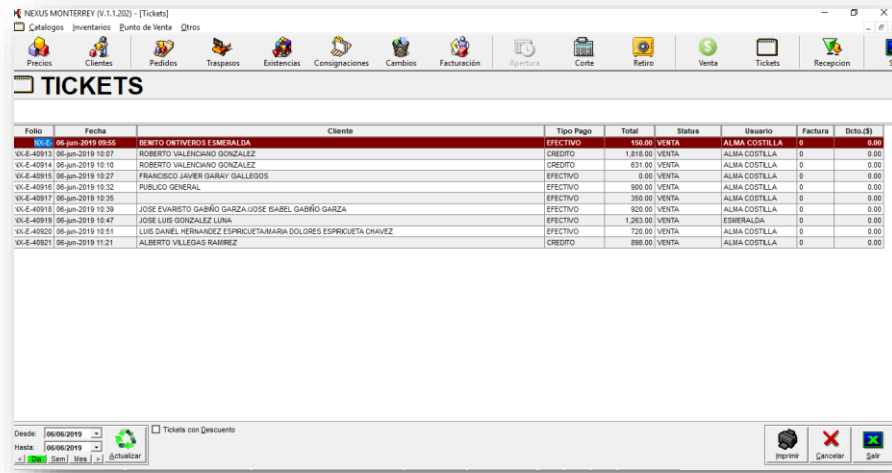 NEXUS MONTERREY (V.1.1.202) - [Tickets]
Catalogos Inventarios Punto de Venta Otros
Precios Clientes Pedidos Traspasos Existencias Consignaciones Cambios Facturación Apertura Corte Retiro Venta Tickets Recepcion S
TICKETS
Folio Fecha Cliente Tipo Pago Total Status Usuario Factura Dcto.($)
NX-E- 06-jun-2019 09:55 BENITO ONTIVEROS ESMERALDA EFECTIVO 150.00 VENTA ALMA COSTILLA 0 0.00
NX-E-40913 06-jun-2019 10:07 ROBERTO VALENCIANO GONZALEZ CREDITO 1,818.00 VENTA ALMA COSTILLA 0 0.00
NX-E-40914 06-jun-2019 10:10 ROBERTO VALENCIANO GONZALEZ CREDITO 631.00 VENTA ALMA COSTILLA 0 0.00
NX-E-40915 06-jun-2019 10:27 FRANCISCO JAVIER GARAY GALLEGOS EFECTIVO 0.00 VENTA ALMA COSTILLA 0 0.00
NX-E-40916 06-jun-2019 10:32 PUBLICO GENERAL EFECTIVO 900.00 VENTA ALMA COSTILLA 0 0.00
NX-E-40917 06-jun-2019 10:35 EFECTIVO 350.00 VENTA ALMA COSTILLA 0 0.00
NX-E-40918 06-jun-2019 10:39 JOSE EVARISTO GABIÑO GARZA /JOSE ISABEL GABIÑO GARZA EFECTIVO 920.00 VENTA ALMA COSTILLA 0 0.00
NX-E-40919 06-jun-2019 10:47 JOSE LUIS GONZALEZ LUNA EFECTIVO 1,263.00 VENTA ESMERALDA 0 0.00
NX-E-40920 06-jun-2019 10:51 LUIS DANIEL HERNANDEZ ESPIRICUETA/MARIA DOLORES ESPIRICUETA CHAVEZ EFECTIVO 720.00 VENTA ALMA COSTILLA 0 0.00
NX-E-40921 06-jun-2019 11:21 ALBERTO VILLEGAS RAMIREZ CREDITO 898.00 VENTA ALMA COSTILLA 0 0.00
Desde: 06/06/2019 Tickets con Descuento
Hasta: 06/06/2019
< Dia Sem Mes > Actualizar Imprimir Cancelar Salir